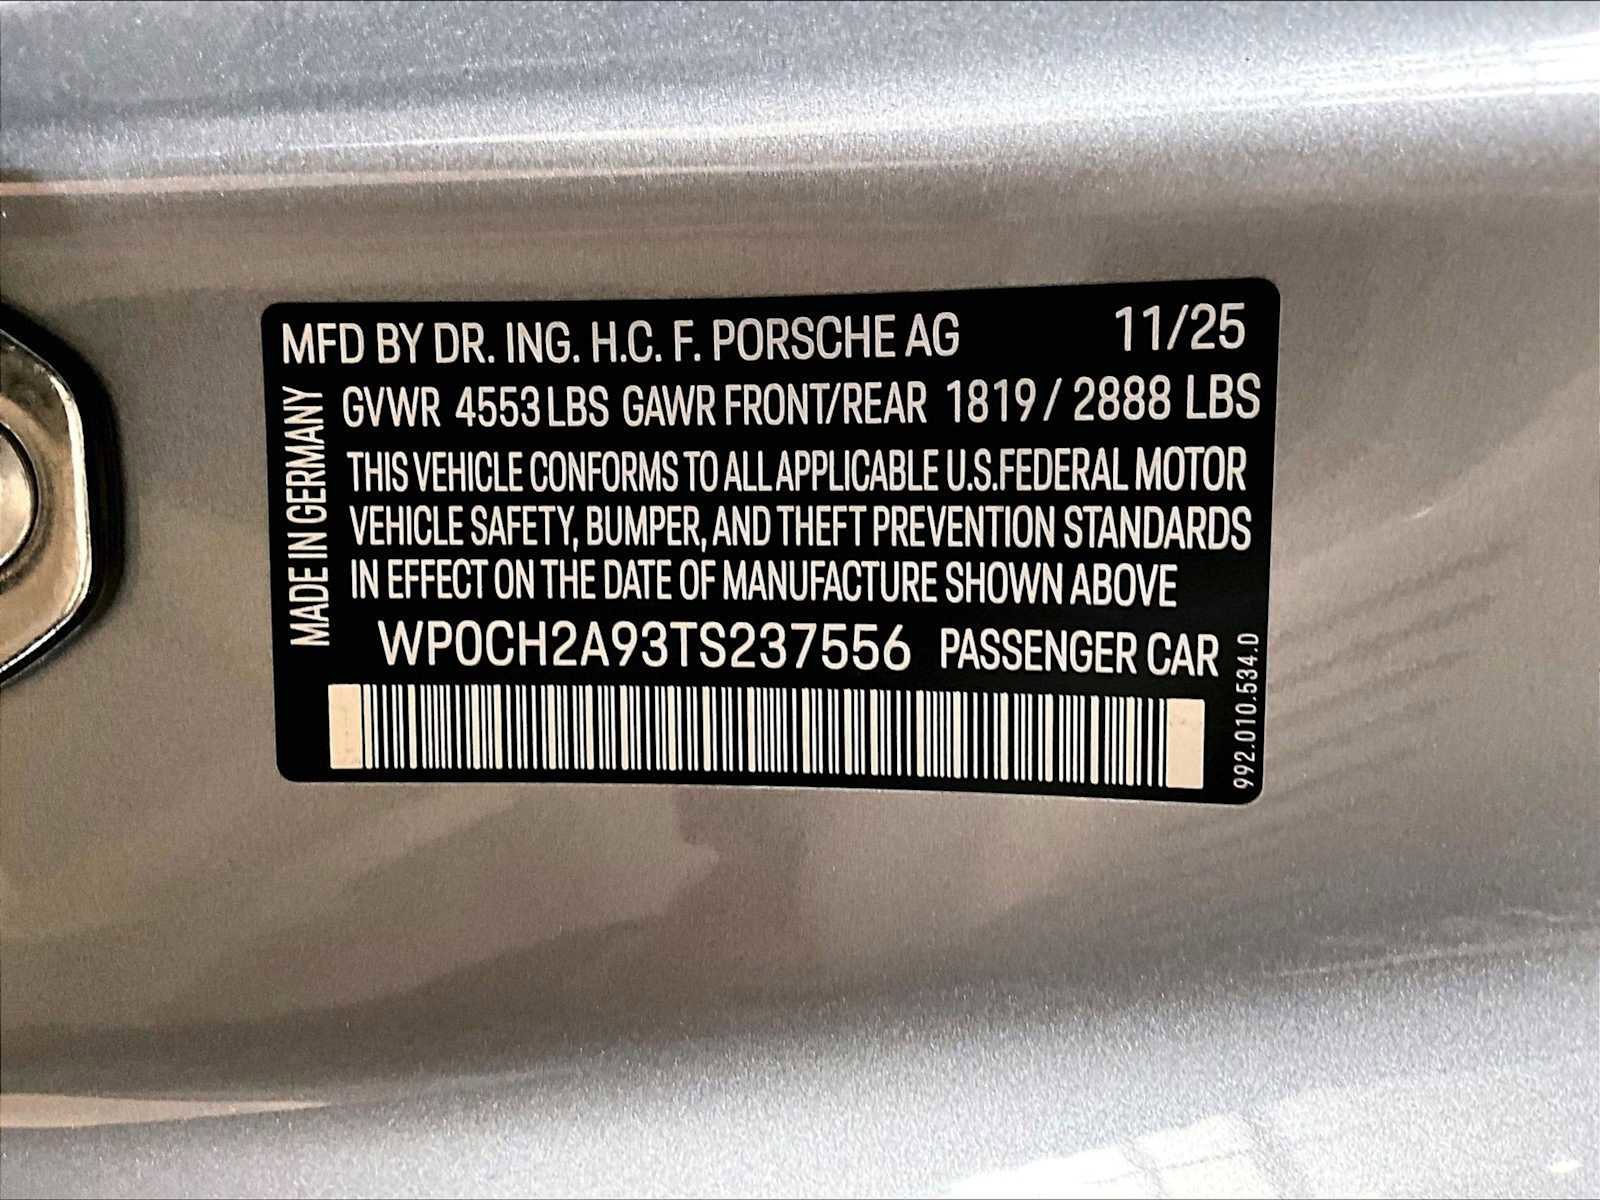 MFD BY DR. ING. H.C. F. PORSCHE AG 11/25
MADE IN GERMANY
GVWR 4553 LBS GAWR FRONT/REAR 1819 / 2888 LBS
THIS VEHICLE CONFORMS TO ALL APPLICABLE U.S.FEDERAL MOTOR
VEHICLE SAFETY, BUMPER, AND THEFT PREVENTION STANDARDS
IN EFFECT ON THE DATE OF MANUFACTURE SHOWN ABOVE
WP0CH2A93TS237556 PASSENGER CAR
992.010.534.D